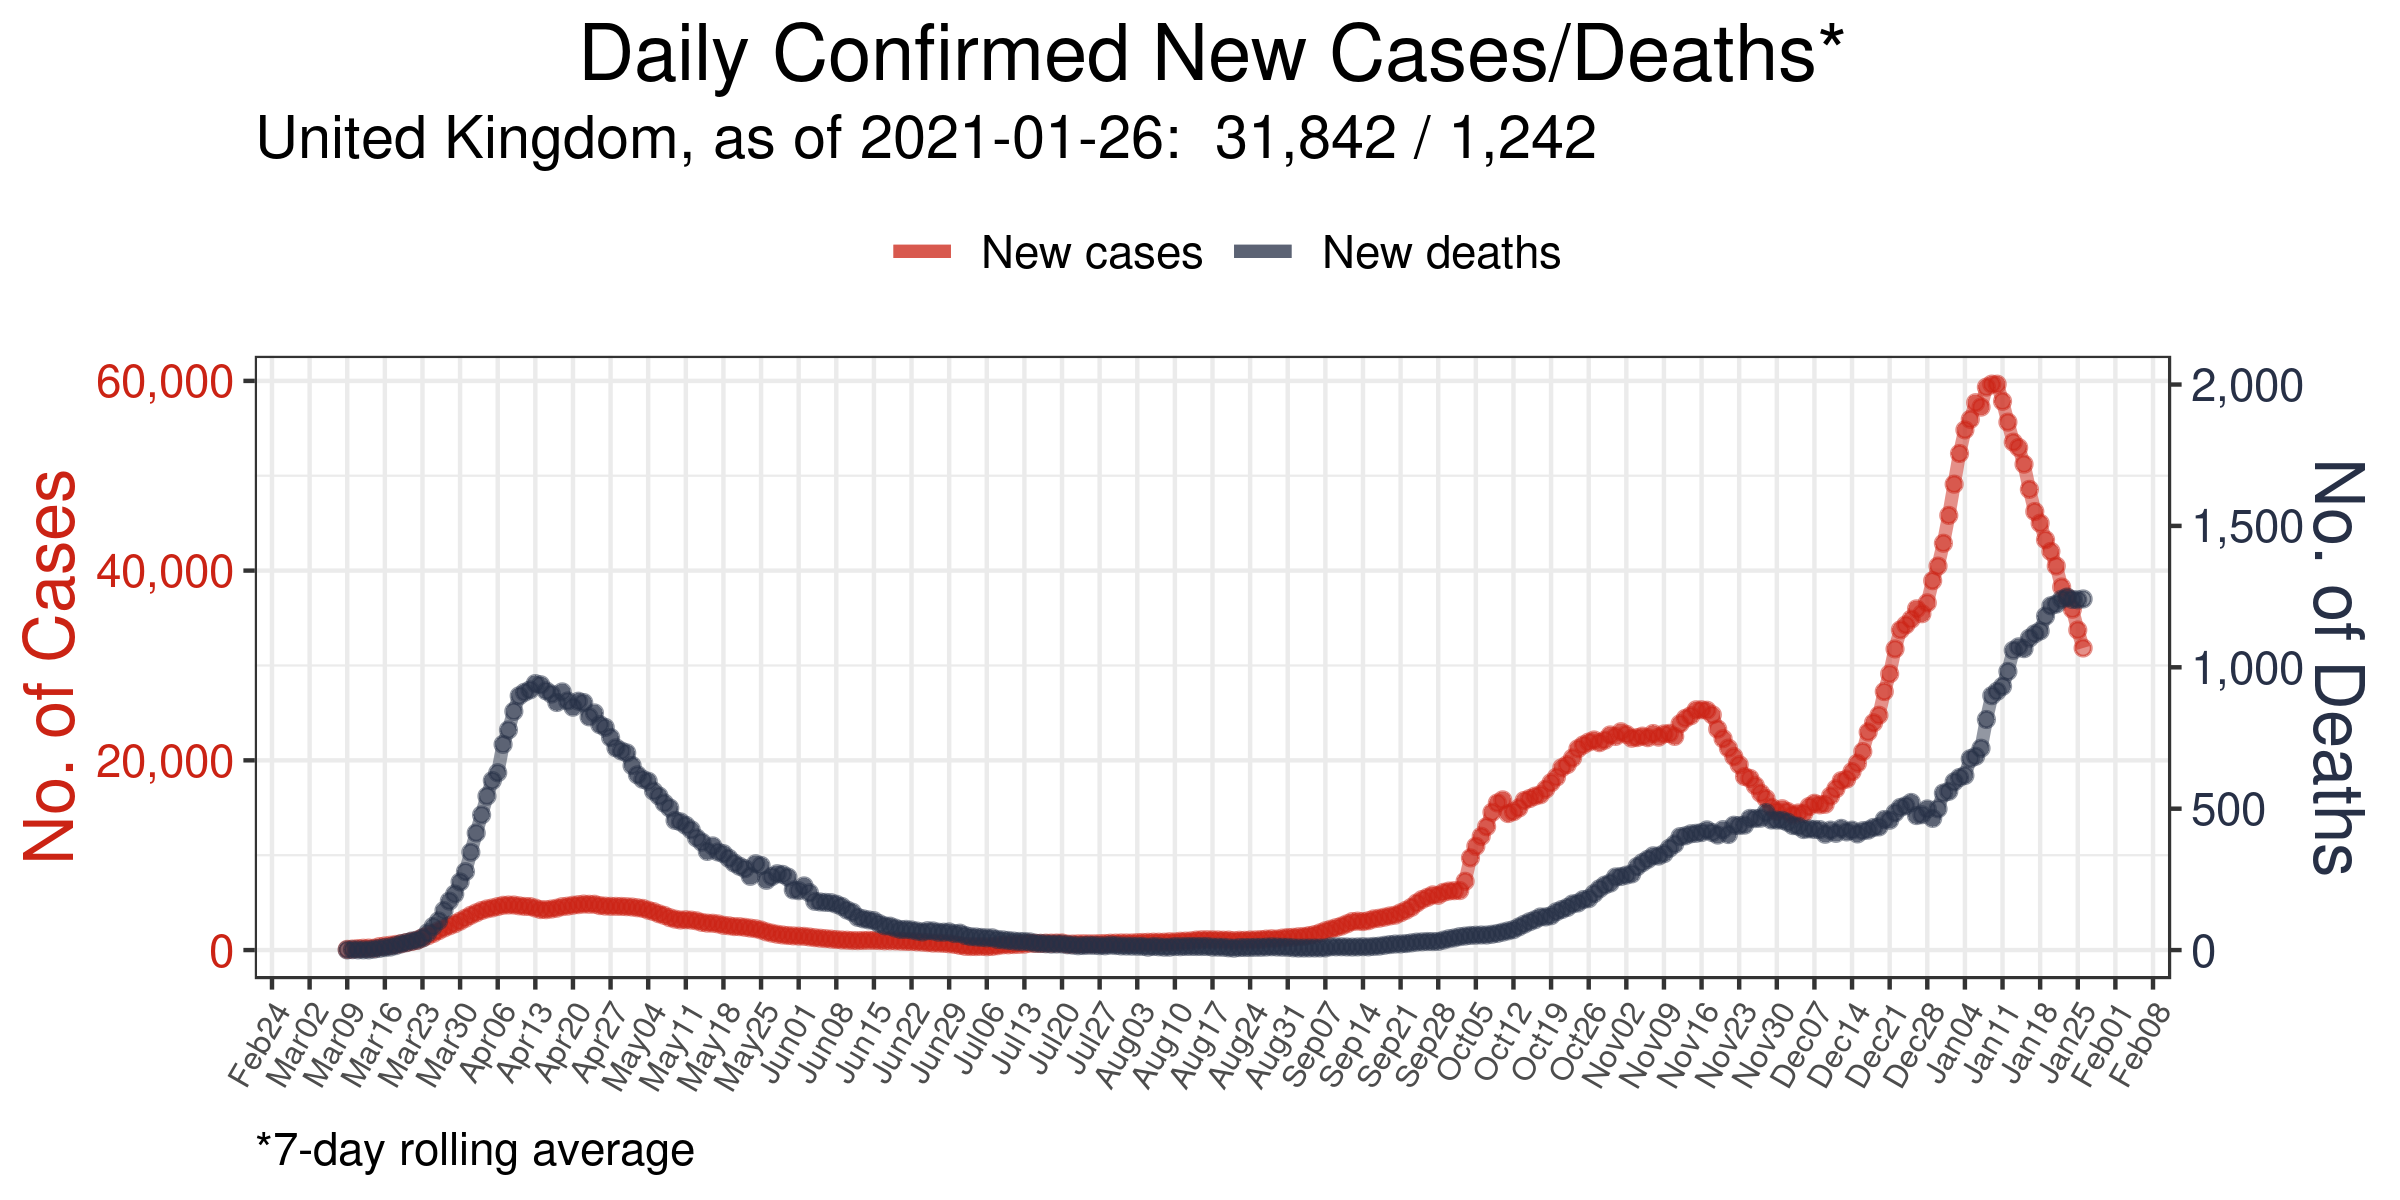 Daily Confirmed New Cases/Deaths*
United Kingdom, as of 2021-01-26:  31,842 / 1,242
New cases
New deaths
No. of Cases
60,000
40,000
20,000
0
2,000
1,500
1,000
500
0
No. of Deaths
Feb24
Mar02
Mar09
Mar16
Mar23
Mar30
Apr06
Apr13
Apr20
Apr27
May04
May11
May18
May25
Jun01
Jun08
Jun15
Jun22
Jun29
Jul06
Jul13
Jul20
Jul27
Aug03
Aug10
Aug17
Aug24
Aug31
Sep07
Sep14
Sep21
Sep28
Oct05
Oct12
Oct19
Oct26
Nov02
Nov09
Nov16
Nov23
Nov30
Dec07
Dec14
Dec21
Dec28
Jan04
Jan11
Jan18
Jan25
Feb01
Feb08
*7-day rolling average